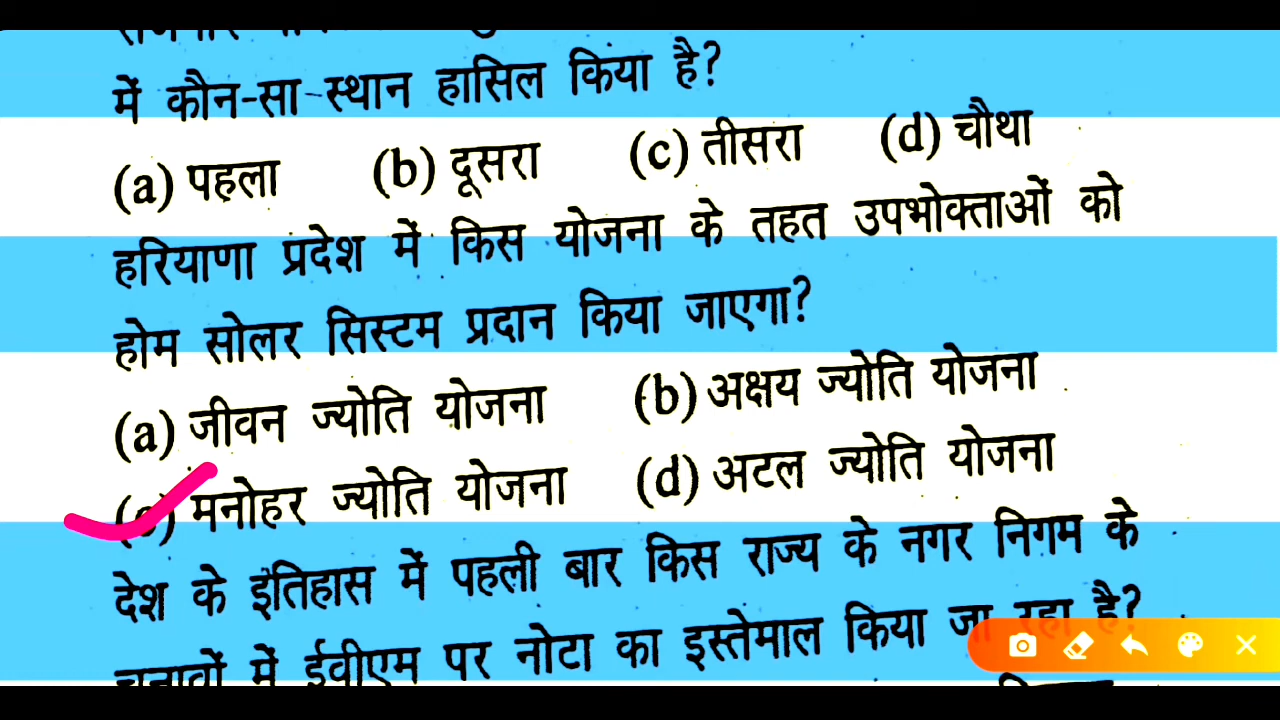 में कौन-सा स्थान हासिल किया है?
(a) पहला (b) दूसरा (c) तीसरा (d) चौथा
हरियाणा प्रदेश में किस योजना के तहत उपभोक्ताओं को
होम सोलर सिस्टम प्रदान किया जाएगा?
(a) जीवन ज्योति योजना (b) अक्षय ज्योति योजना
(c) मनोहर ज्योति योजना (d) अटल ज्योति योजना
देश के इतिहास में पहली बार किस राज्य के नगर निगम के
चुनावों में ईवीएम पर नोटा का इस्तेमाल किया जा रहा है?